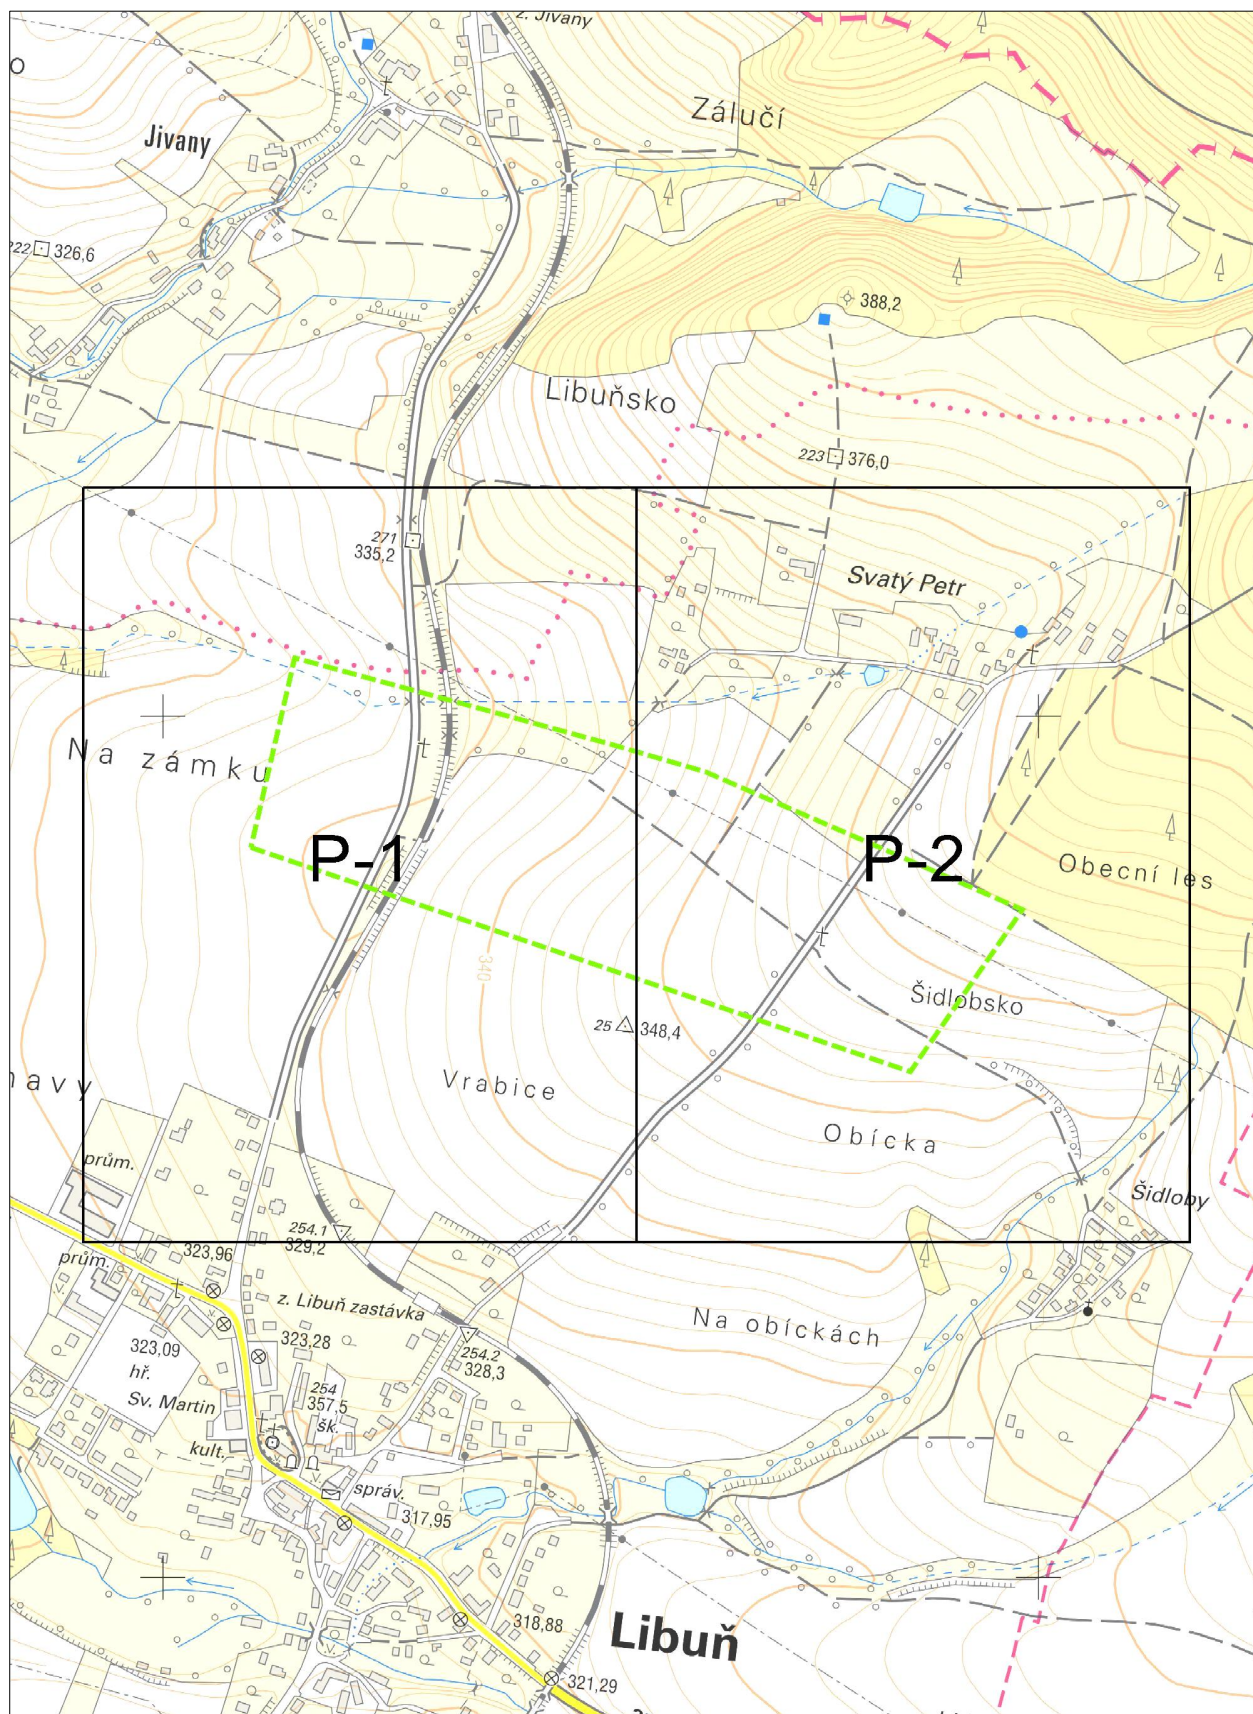 z. Jivany
Zálučí
Jivany
222 326,6
388,2
Libuňsko
223 376,0
271
335,2
Svatý Petr
Na zámku
P-1
P-2
Obecní les
340
Šidlobsko
25 348,4
Vrabice
Obícka
prům.
Šidloby
254.1
329,2
323,96
prům.
z. Libuň zastávka
Na obíckách
323,28
323,09
254.2
328,3
hř.
254
357,5
Sv. Martin
šk.
kult.
správ.
317,95
318,88
Libuň
321,29